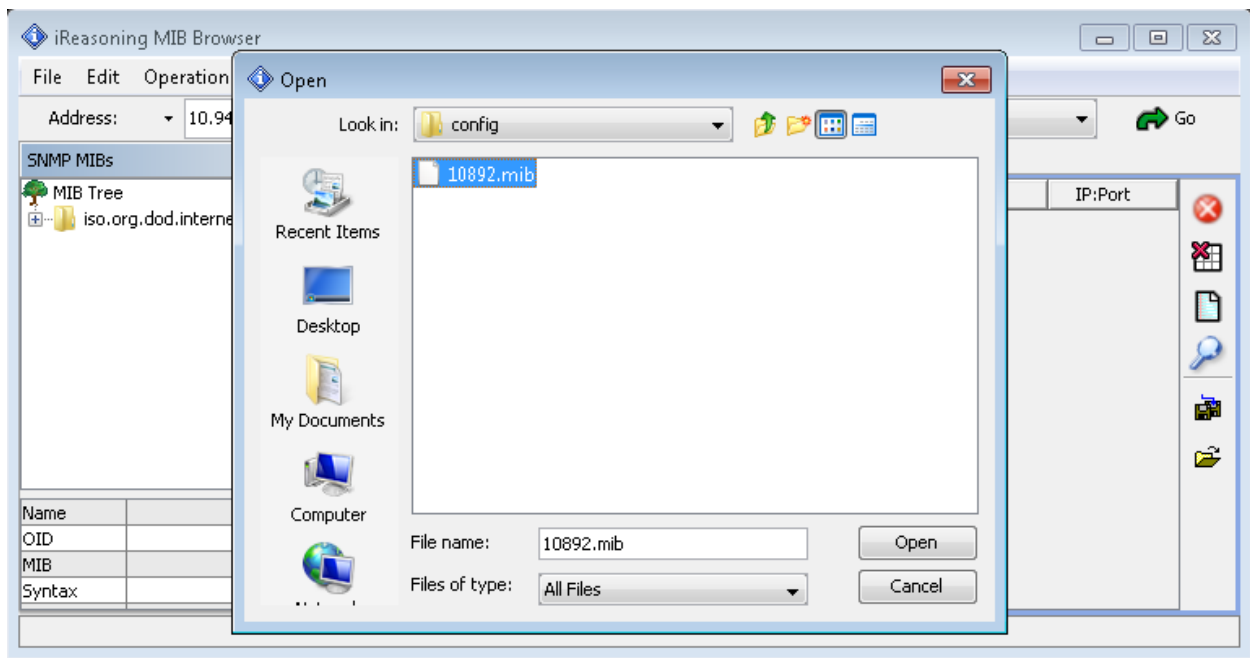 iReasoning MIB Browser
File Edit Operation
Open
Address: 10.94
Look in: config
Go
SNMP MIBs
10892.mib
MIB Tree
IP:Port
iso.org.dod.interne
Recent Items
Desktop
My Documents
Computer
Name
OID
MIB
Syntax
File name: 10892.mib
Open
Files of type: All Files
Cancel